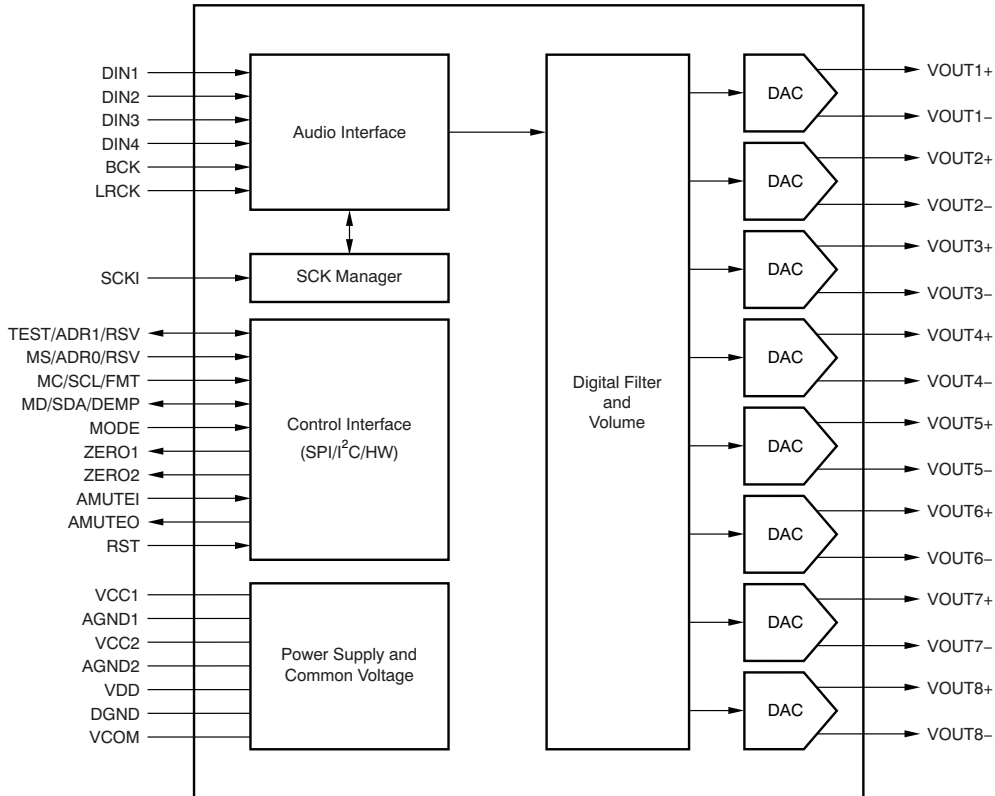 DIN1
DIN2
DIN3
DIN4
BCK
LRCK
Audio Interface
SCKI
SCK Manager
TEST/ADR1/RSV
MS/ADR0/RSV
MC/SCL/FMT
MD/SDA/DEMP
MODE
ZERO1
ZERO2
AMUTEI
AMUTEO
RST
Control Interface
(SPI/I²C/HW)
VCC1
AGND1
VCC2
AGND2
VDD
DGND
VCOM
Power Supply and
Common Voltage
Digital Filter
and
Volume
DAC
VOUT1+
VOUT1−
DAC
VOUT2+
VOUT2−
DAC
VOUT3+
VOUT3−
DAC
VOUT4+
VOUT4−
DAC
VOUT5+
VOUT5−
DAC
VOUT6+
VOUT6−
DAC
VOUT7+
VOUT7−
DAC
VOUT8+
VOUT8−